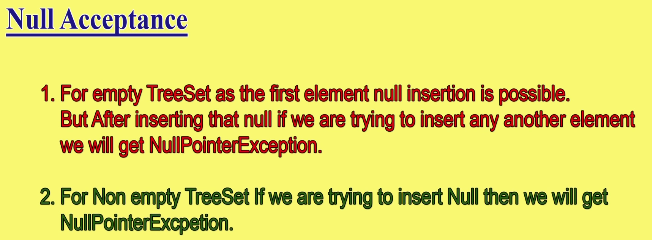 Null Acceptance
1. For empty TreeSet as the first element null insertion is possible.
But After inserting that null if we are trying to insert any another element
we will get NullPointerException.
2. For Non empty TreeSet If we are trying to insert Null then we will get
NullPointerExcpetion.